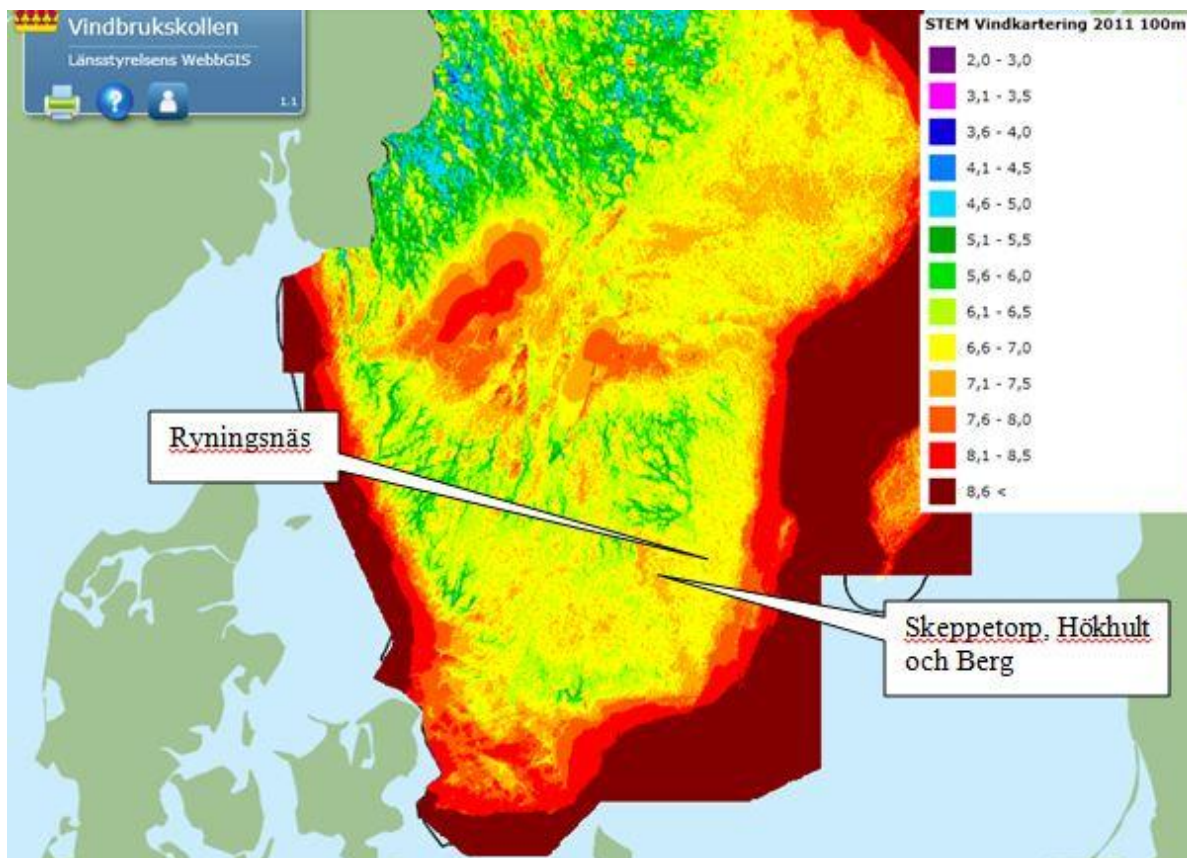 Vindbrukskollen
Länsstyrelsens WebbGIS
?
1.1
STEM Vindkartering 2011 100m
2,0 - 3,0
3,1 - 3,5
3,6 - 4,0
4,1 - 4,5
4,6 - 5,0
5,1 - 5,5
5,6 - 6,0
6,1 - 6,5
6,6 - 7,0
7,1 - 7,5
7,6 - 8,0
8,1 - 8,5
8,6 <
Ryningsnäs
Skeppetorp, Hökhult
och Berg